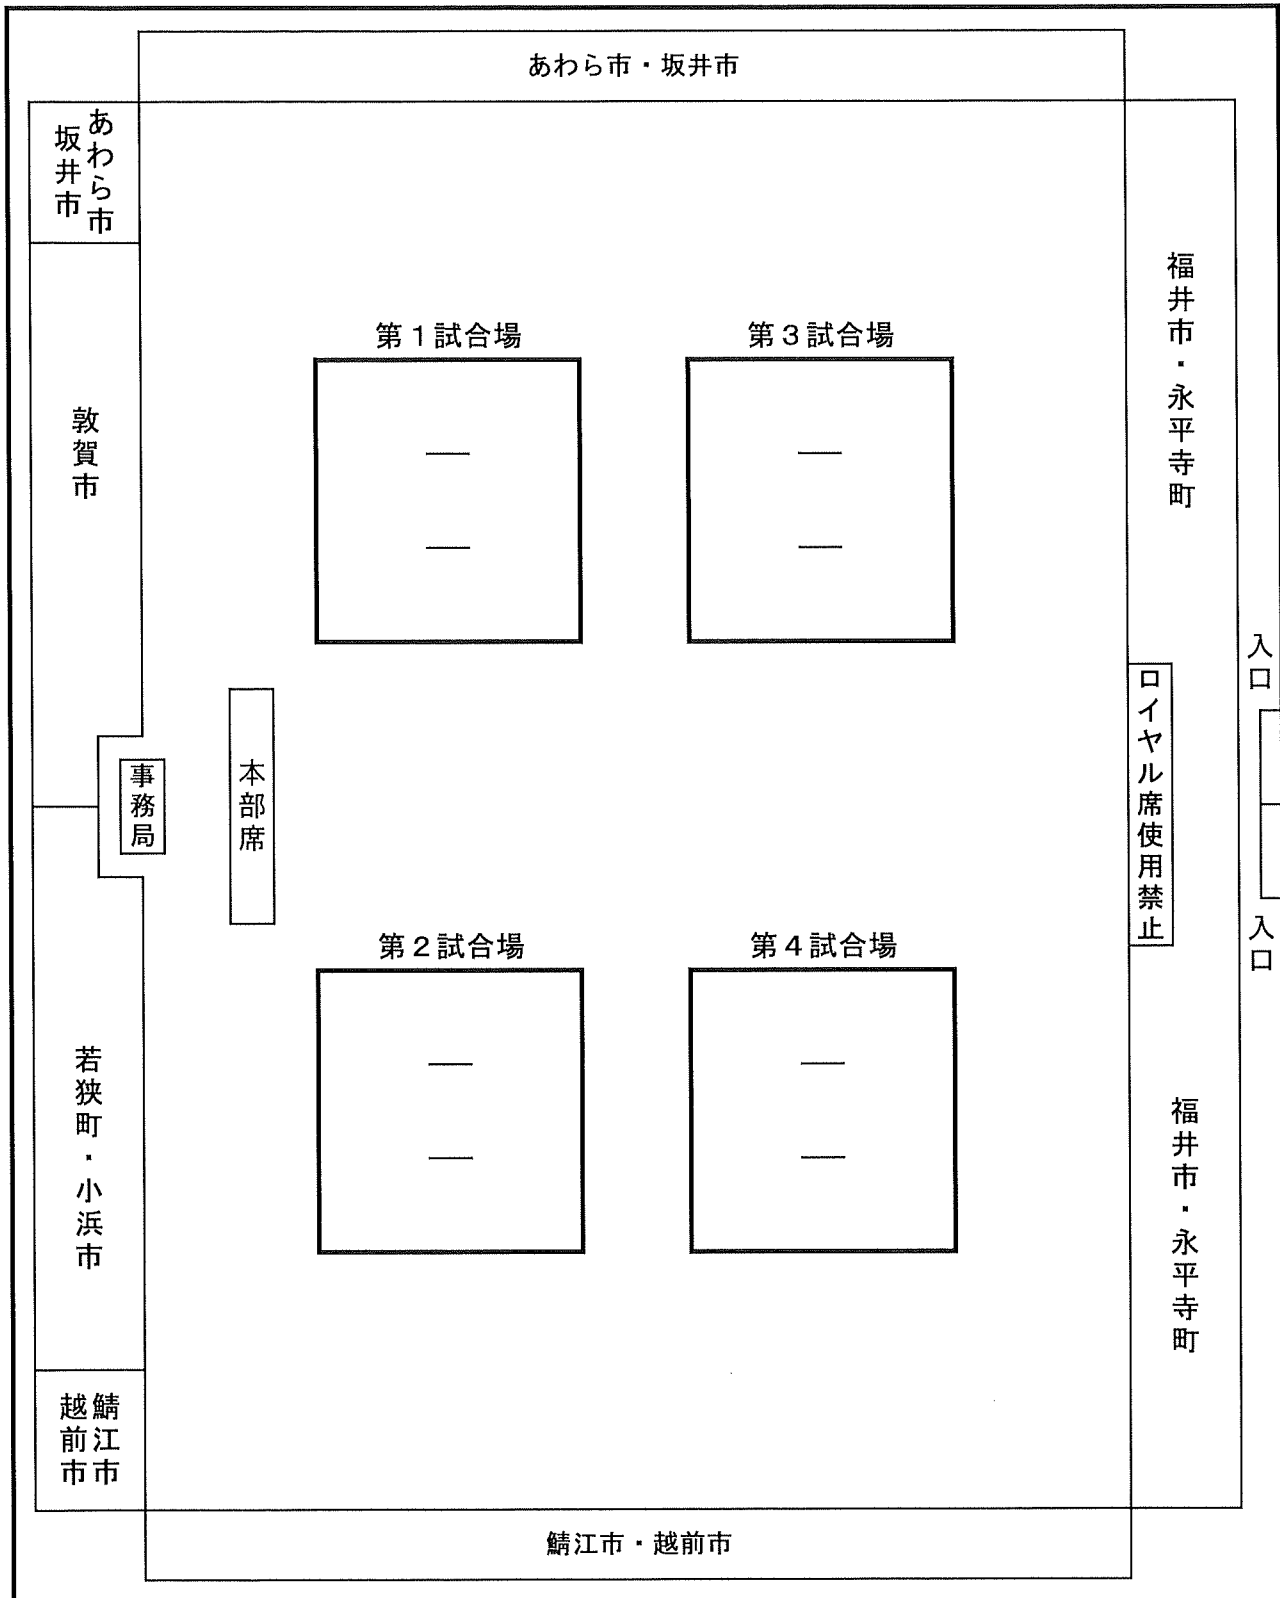 あわら市・坂井市
あわら市
坂井市
福井市・永平寺町
第１試合場
第３試合場
敦賀市
入口
ロイヤル席使用禁止
事務局
本部席
入口
第２試合場
第４試合場
若狭町・小浜市
福井市・永平寺町
鯖江市
越前市
鯖江市・越前市